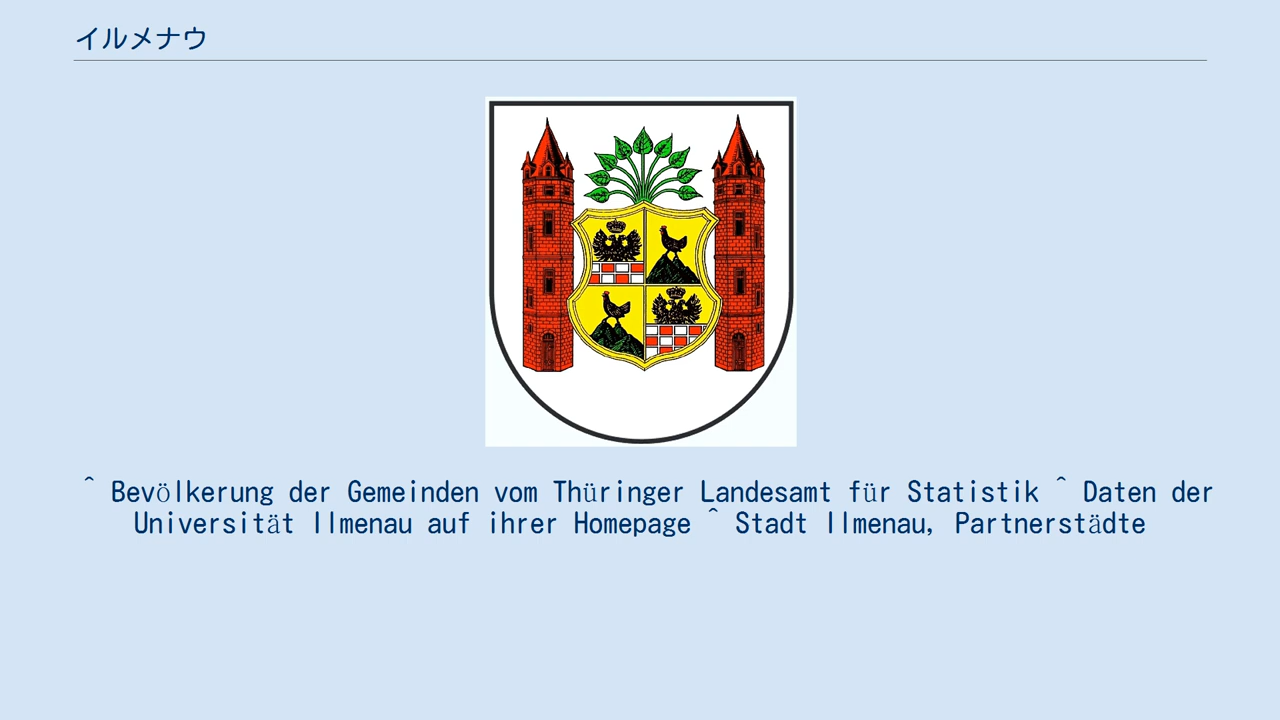 イルメナウ
^ Bevölkerung der Gemeinden vom Thüringer Landesamt für Statistik ^ Daten der
Universität Ilmenau auf ihrer Homepage ^ Stadt Ilmenau, Partnerstädte